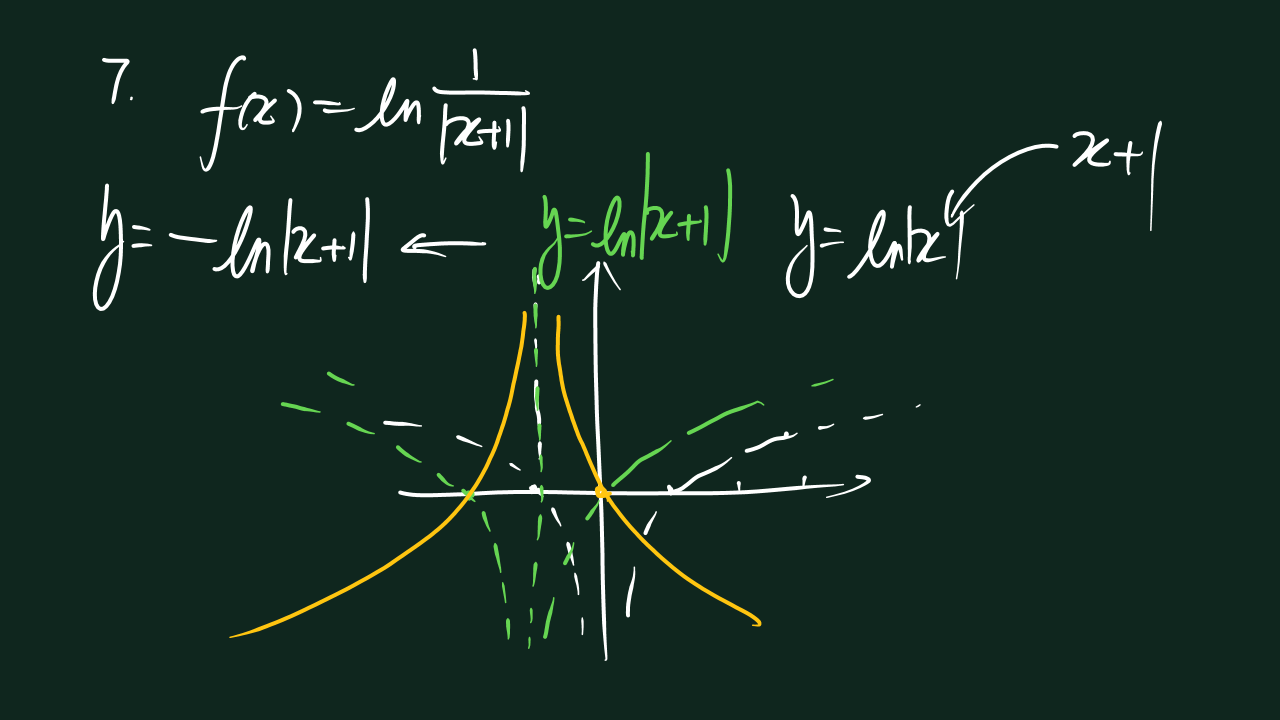 7. f(x) = ln 1/|x+1|
y = -ln|x+1| ← y = ln|x+1| y = ln|x| x+1